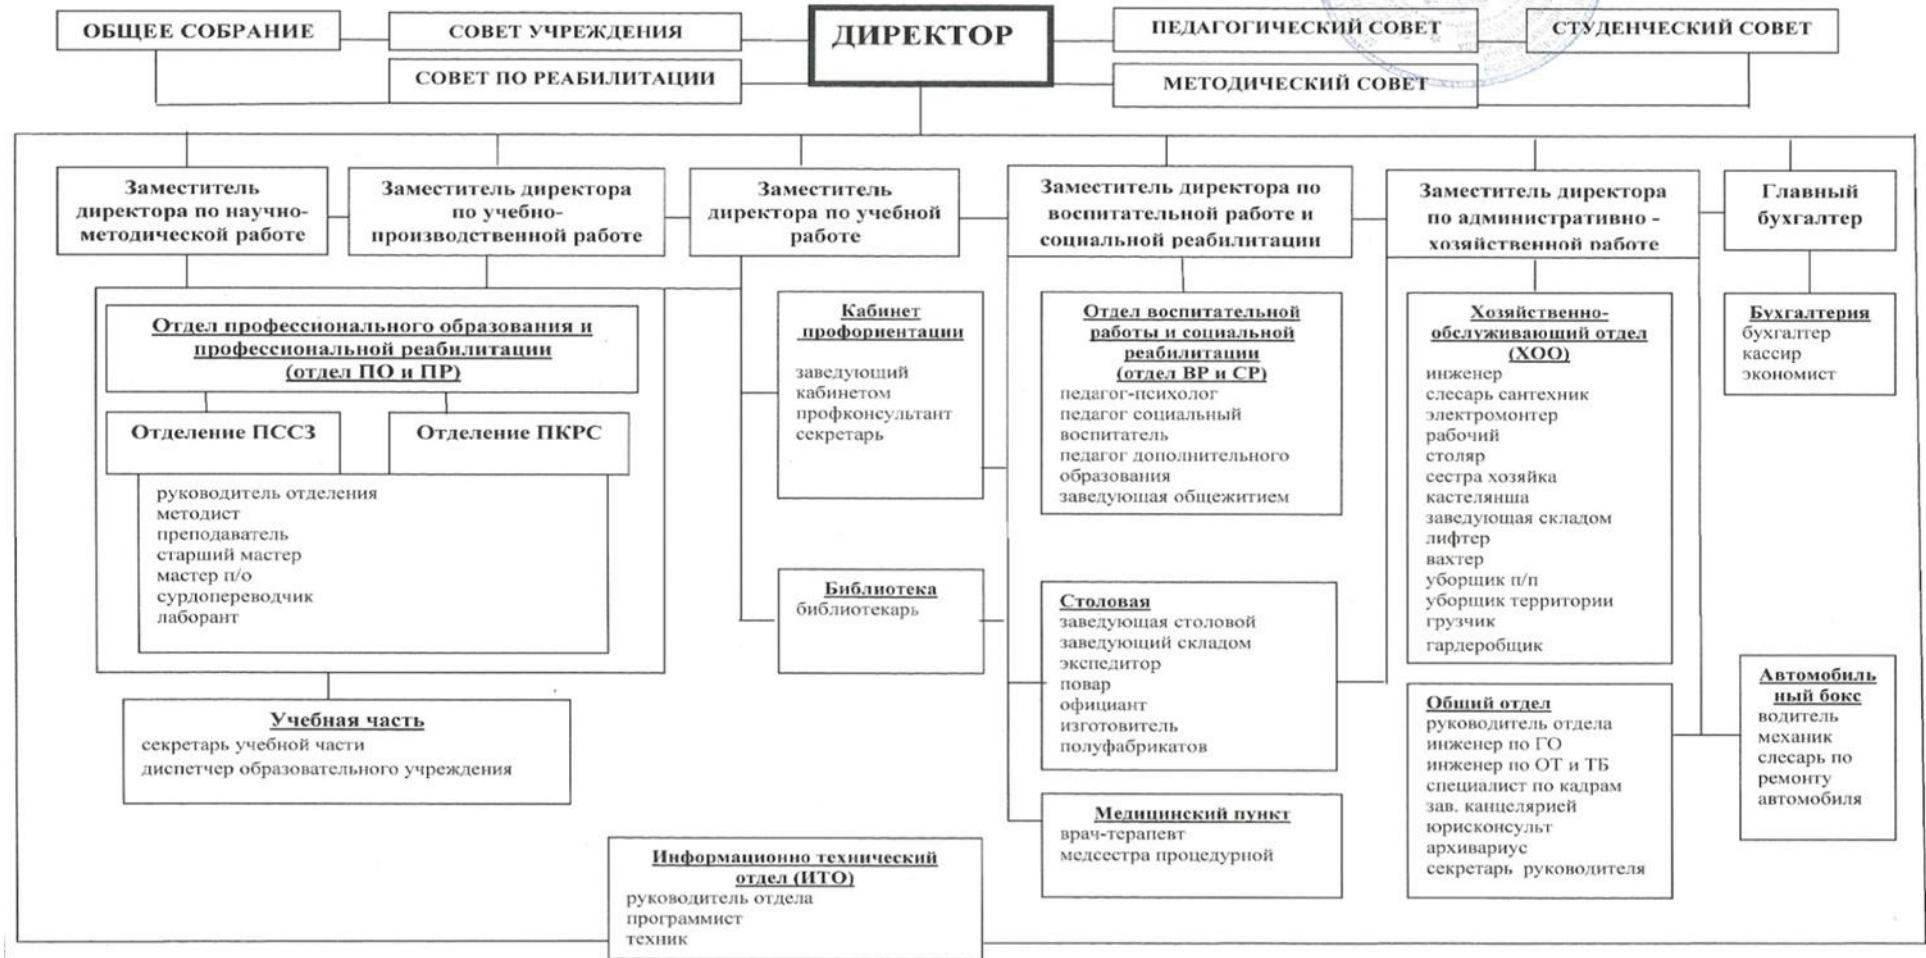 ОБЩЕЕ СОБРАНИЕ
СОВЕТ УЧРЕЖДЕНИЯ
ДИРЕКТОР
ПЕДАГОГИЧЕСКИЙ СОВЕТ
СТУДЕНЧЕСКИЙ СОВЕТ
СОВЕТ ПО РЕАБИЛИТАЦИИ
МЕТОДИЧЕСКИЙ СОВЕТ
Заместитель
директора по научно-
методической работе
Заместитель директора
по учебно-
производственной работе
Заместитель
директора по учебной
работе
Заместитель директора по
воспитательной работе и
социальной реабилитации
Заместитель директора
по административно -
хозяйственной работе
Главный
бухгалтер
Отдел профессионального образования и
профессиональной реабилитации
(отдел ПО и ПР)
Отделение ПССЗ
Отделение ПКРС
руководитель отделения
методист
преподаватель
старший мастер
мастер п/о
сурдопереводчик
лаборант
Учебная часть
секретарь учебной части
диспетчер образовательного учреждения
Кабинет
профориентации
заведующий
кабинетом
профконсультант
секретарь
Библиотека
библиотекарь
Информационно технический
отдел (ИТО)
руководитель отдела
программист
техник
Отдел воспитательной
работы и социальной
реабилитации
(отдел ВР и СР)
педагог-психолог
педагог социальный
воспитатель
педагог дополнительного
образования
заведующая общежитием
Столовая
заведующая столовой
заведующий складом
экспедитор
повар
официант
изготовитель
полуфабрикатов
Медицинский пункт
врач-терапевт
медсестра процедурной
Хозяйственно-
обслуживающий отдел
(ХОО)
инженер
слесарь сантехник
электромонтер
рабочий
столяр
сестра хозяйка
кастелянша
заведующая складом
лифтер
вахтер
уборщик п/п
уборщик территории
грузчик
гардеробщик
Общий отдел
руководитель отдела
инженер по ГО
инженер по ОТ и ТБ
специалист по кадрам
зав. канцелярией
юрисконсульт
архивариус
секретарь руководителя
Бухгалтерия
бухгалтер
кассир
экономист
Автомобиль
ный бокс
водитель
механик
слесарь по
ремонту
автомобиля